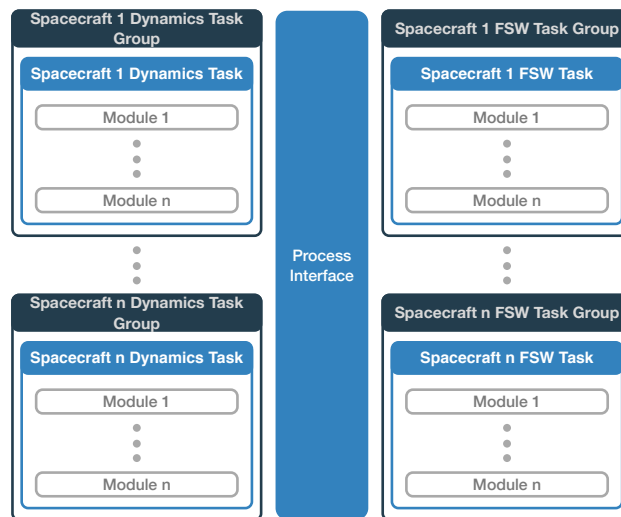 Spacecraft 1 Dynamics Task
Group
Spacecraft 1 Dynamics Task
Module 1
Module n
Spacecraft n Dynamics Task
Group
Spacecraft n Dynamics Task
Module 1
Module n
Process
Interface
Spacecraft 1 FSW Task Group
Spacecraft 1 FSW Task
Module 1
Module n
Spacecraft n FSW Task Group
Spacecraft n FSW Task
Module 1
Module n